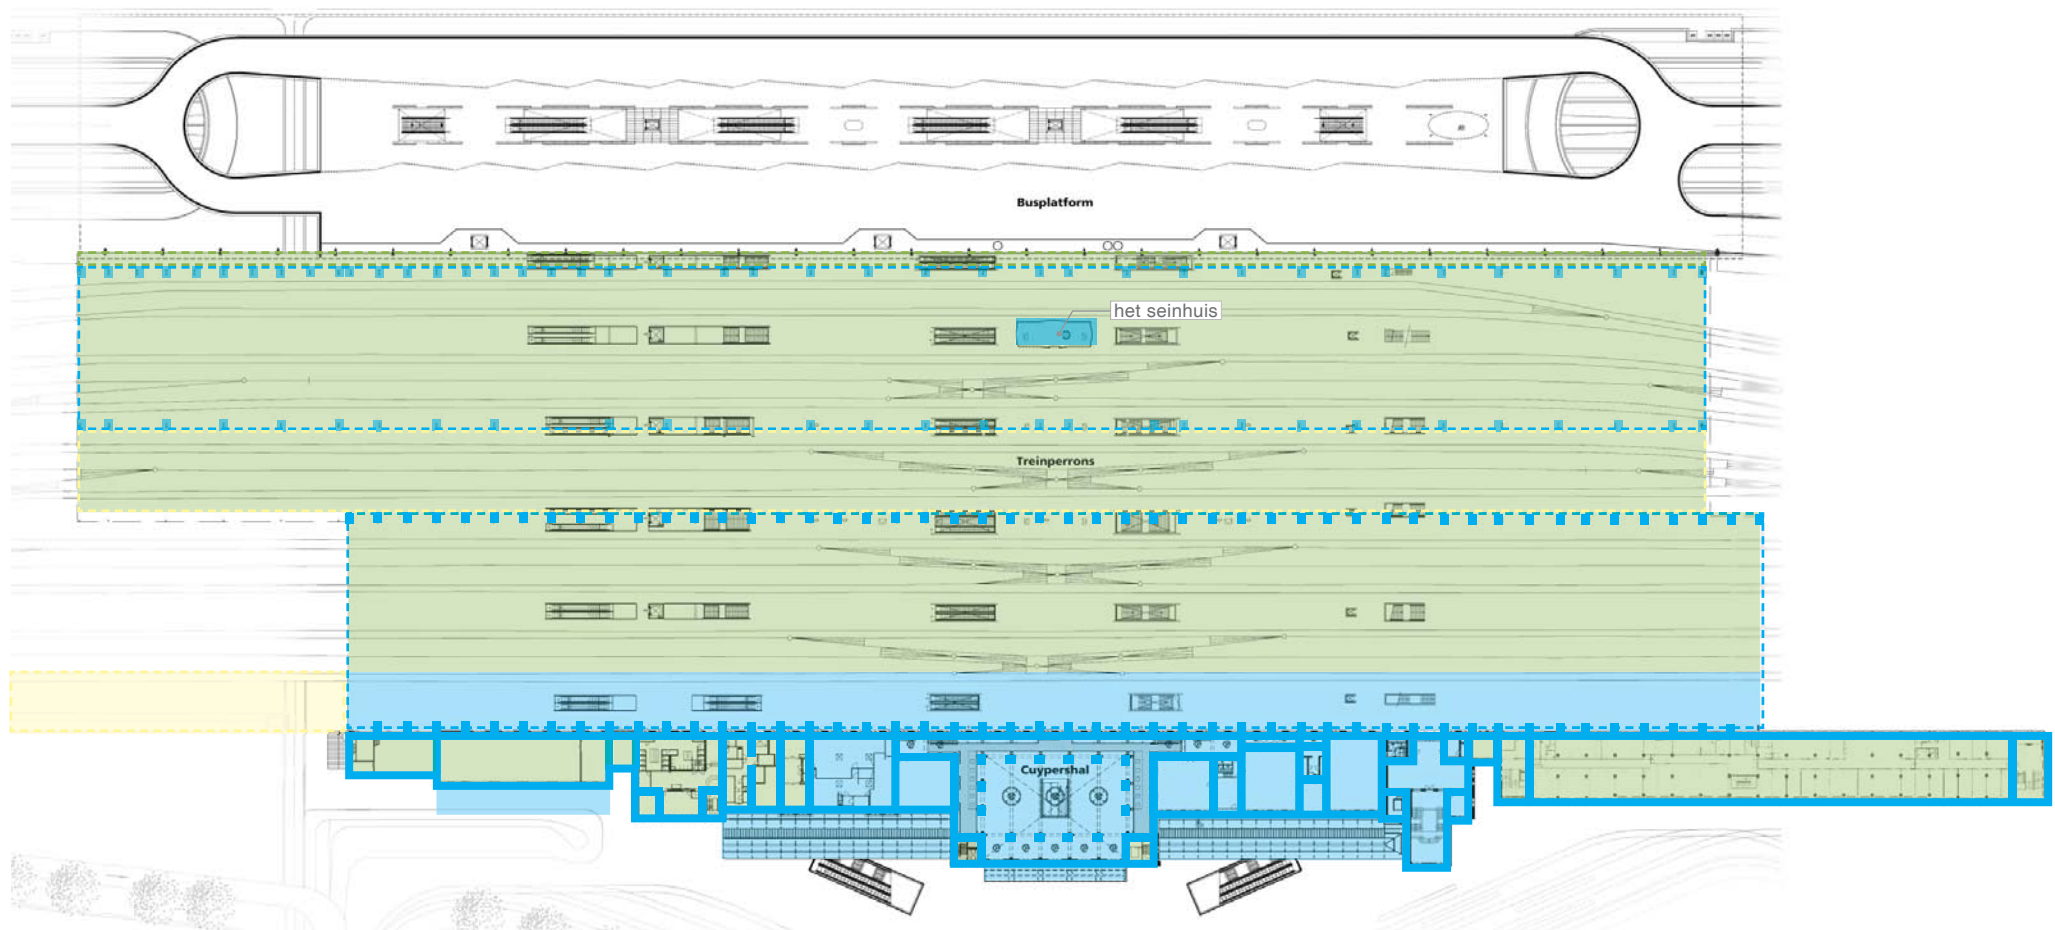 Busplatform
het seinhuis
Treinperrons
Cuypershal